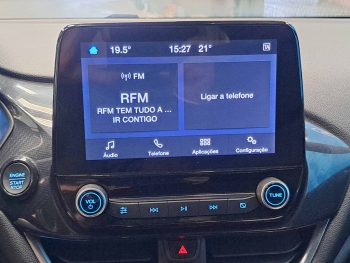 19.5° 15:27 21°
FM
RFM
RFM TEM TUDO A ...
IR CONTIGO
Ligar a telefone
Áudio Telefone Aplicações Configuração
ENGINE
START
VOL
TUNE